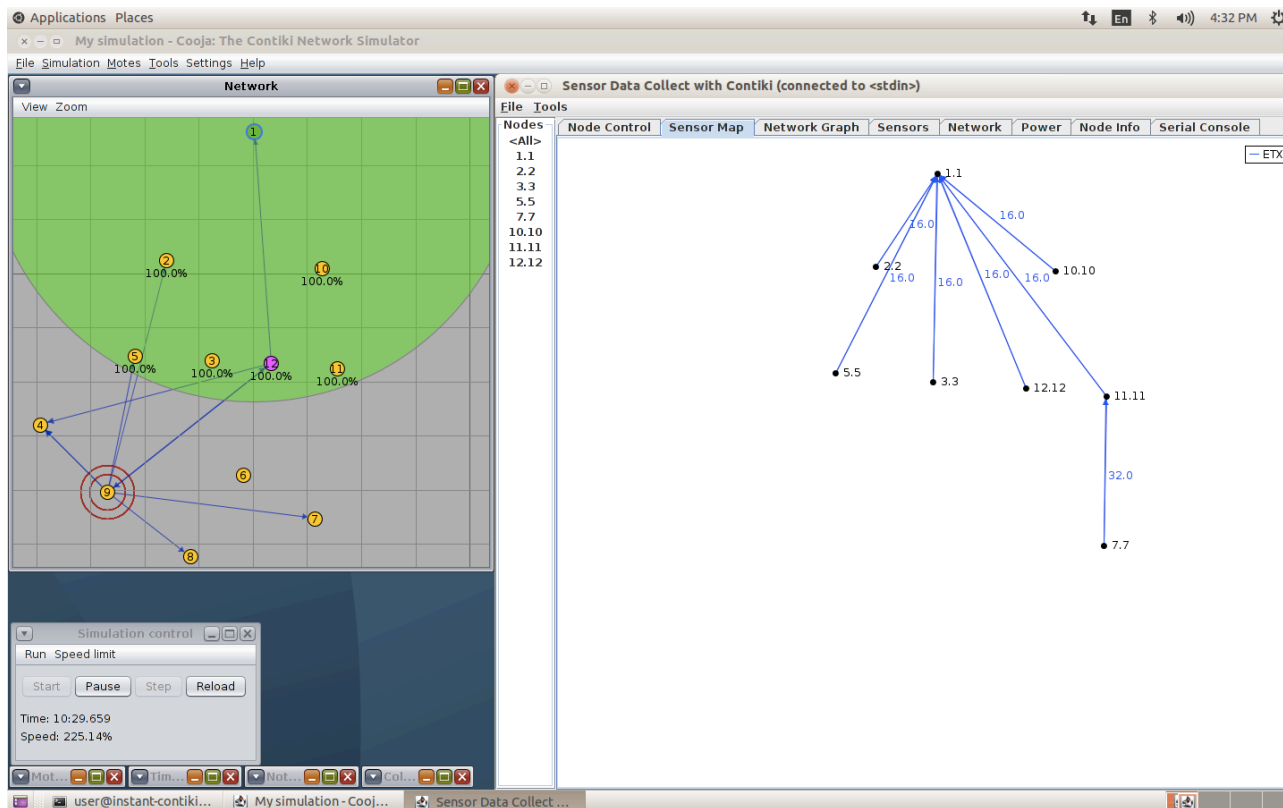 Applications Places
En 4:32 PM
My simulation - Cooja: The Contiki Network Simulator
File Simulation Motes Tools Settings Help
Network
View Zoom
1
2
100.0%
10
100.0%
5
100.0%
3
100.0%
12
100.0%
11
100.0%
4
6
9
7
8
Simulation control
Run Speed limit
Start Pause Step Reload
Time: 10:29.659
Speed: 225.14%
Mot... Tim... Not... Col...
Sensor Data Collect with Contiki (connected to <stdin>)
File Tools
Nodes
<All>
1.1
2.2
3.3
5.5
7.7
10.10
11.11
12.12
Node Control Sensor Map Network Graph Sensors Network Power Node Info Serial Console
ETX
1.1
16.0
16.0
2.2
10.10
16.0
16.0
16.0
16.0
5.5
3.3
12.12
11.11
32.0
7.7
user@instant-contiki... My simulation - Cooj... Sensor Data Collect ...